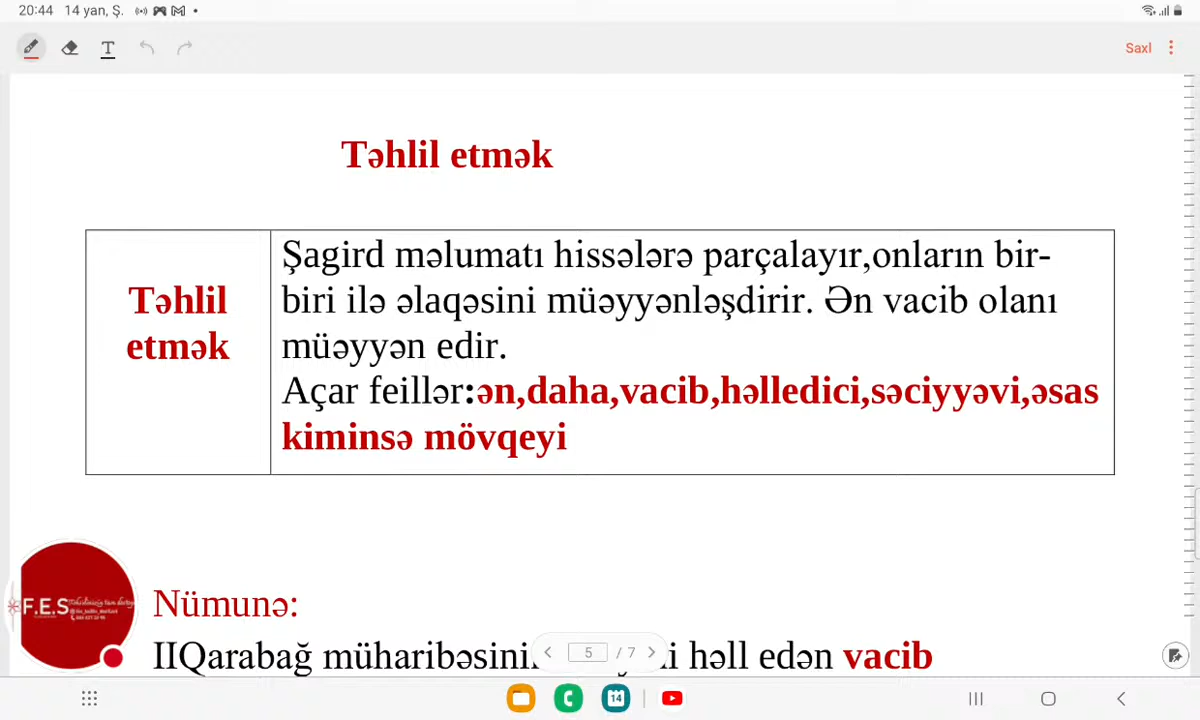 20:44 14 yan, Ş.
Saxl
Təhlil etmək
Təhlil
etmək
Şagird məlumatı hissələrə parçalayır,onların bir-
biri ilə əlaqəsini müəyyənləşdirir. Ən vacib olanı
müəyyən edir.
Açar feillər:ən,daha,vacib,həlledici,səciyyəvi,əsas
kiminsə mövqeyi
F.E.S
Nümunə:
IIQarabağ həll edən vacib
5 / 7
14